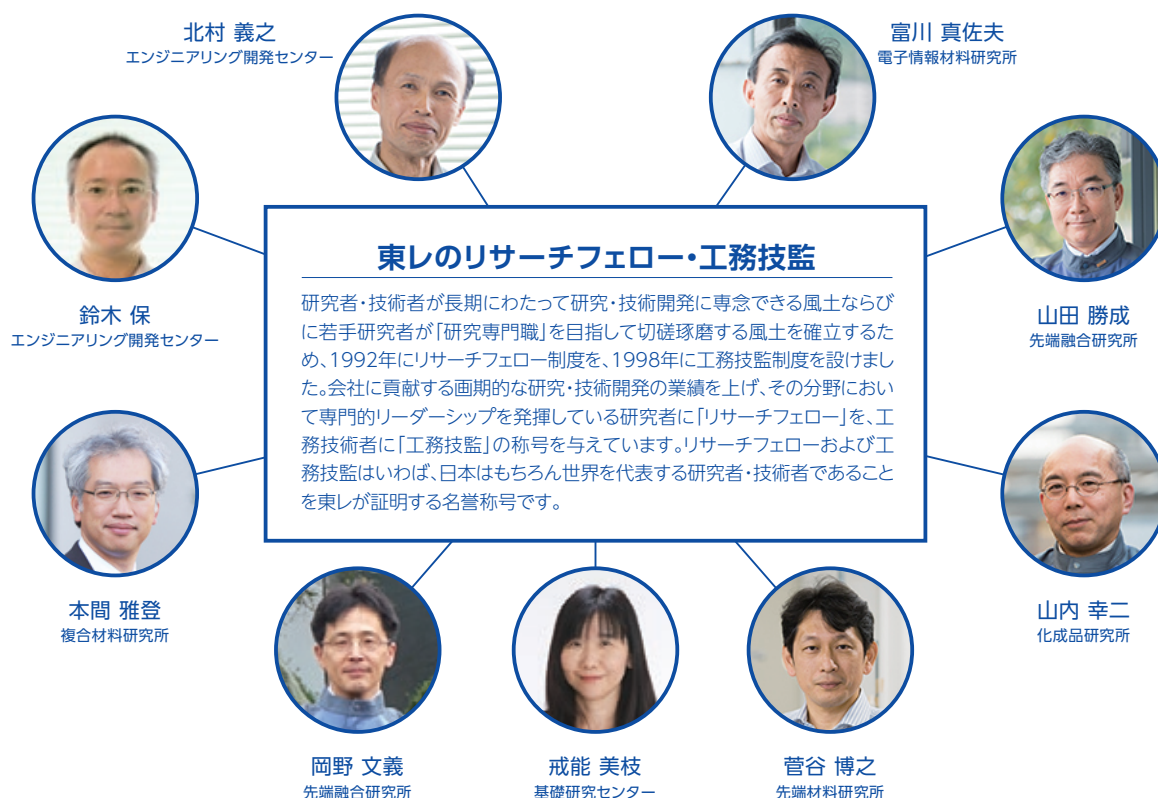 北村 義之
エンジニアリング開発センター
富川 真佐夫
電子情報材料研究所
鈴木 保
エンジニアリング開発センター
山田 勝成
先端融合研究所
東レのリサーチフェロー・工務技監
研究者・技術者が長期にわたって研究・技術開発に専念できる風土ならび
に若手研究者が「研究専門職」を目指して切磋琢磨する風土を確立するた
め、1992年にリサーチフェロー制度を、1998年に工務技監制度を設けまし
た。会社に貢献する画期的な研究・技術開発の業績を上げ、その分野におい
て専門的リーダーシップを発揮している研究者に「リサーチフェロー」を、工
務技術者に「工務技監」の称号を与えています。リサーチフェローおよび工
務技監はいわば、日本はもちろん世界を代表する研究者・技術者であること
を東レが証明する名誉称号です。
本間 雅登
複合材料研究所
山内 幸二
化成品研究所
岡野 文義
先端融合研究所
戒能 美枝
基礎研究センター
菅谷 博之
先端材料研究所